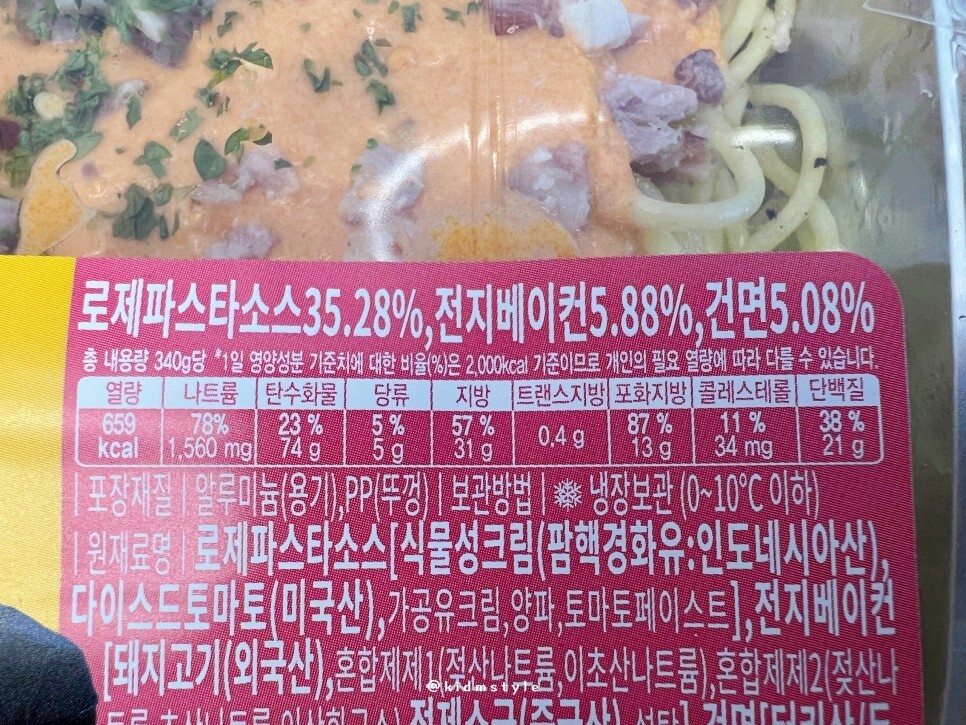 로제파스타소스35.28%,전지베이컨5.88%,건면5.08%
총 내용량 340g당 *1일 영양성분 기준치에 대한 비율(%)은 2,000kcal 기준이므로 개인의 필요 열량에 따라 다를 수 있습니다.
열량 나트륨 탄수화물 당류 지방 트랜스지방 포화지방 콜레스테롤 단백질
659 78% 23 % 5 % 57 % 0.4 g 87 % 11 % 38 %
kcal 1,560 mg 74 g 5 g 31 g 13 g 34 mg 21 g
| 포장재질 | 알루미늄(용기),PP(뚜껑) | 보관방법 | 냉장보관 (0~10℃ 이하)
| 원재료명 | 로제파스타소스[식물성크림(팜핵경화유:인도네시아산),
다이스드토마토(미국산),가공유크림,양파,토마토페이스트],전지베이컨
[돼지고기(외국산),혼합제제1(젖산나트륨,이초산나트륨),혼합제제2(젖산나
@kidmstyle